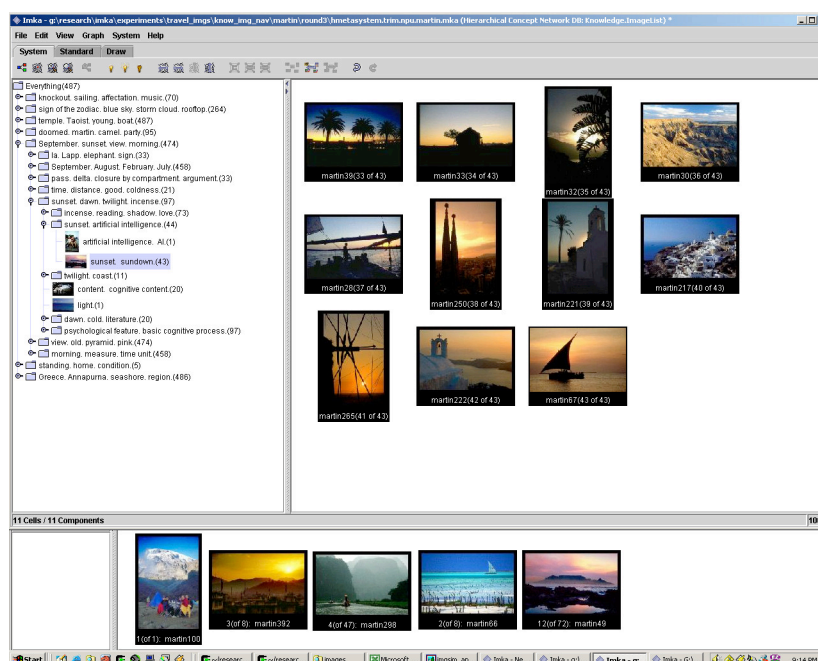 Imka - g:\research\imka\experiments\travel_imgs\know_img_nav\martin\round3\hmetasystem.trim.npu.martin.mka (Hierarchical Concept Network DB: Knowledge.ImageList) *
File Edit View Graph System Help
System Standard Draw
Everything(487)
knockout. sailing. affectation. music.(70)
sign of the zodiac. blue sky. storm cloud. rooftop.(264)
temple. Taoist. young. boat.(487)
doomed. martin. camel. party.(95)
September. sunset. view. morning.(474)
la. Lapp. elephant. sign.(33)
September. August. February. July.(458)
pass. delta. closure by compartment. argument.(33)
time. distance. good. coldness.(21)
sunset. dawn. twilight. incense.(97)
incense. reading. shadow. love.(73)
sunset. artificial intelligence.(44)
artificial intelligence. AI.(1)
sunset. sundown.(43)
twilight. coast.(11)
content. cognitive content.(20)
light.(1)
dawn. cold. literature.(20)
psychological feature. basic cognitive process.(97)
view. old. pyramid. pink.(474)
morning. measure. time unit.(458)
standing. home. condition.(5)
Greece. Annapurna. seashore. region.(486)
martin39(33 of 43)
martin33(34 of 43)
martin32(35 of 43)
martin30(36 of 43)
martin28(37 of 43)
martin250(38 of 43)
martin221(39 of 43)
martin217(40 of 43)
martin265(41 of 43)
martin222(42 of 43)
martin67(43 of 43)
11 Cells / 11 Components
10
1(of 1): martin100
3(of 8): martin392
4(of 47): martin298
2(of 8): martin66
12(of 72): martin49
Start
images
Microsoft
Imka - Ne
Imka - g:\
Imka - g:
Imka - G:\
9:14 PM